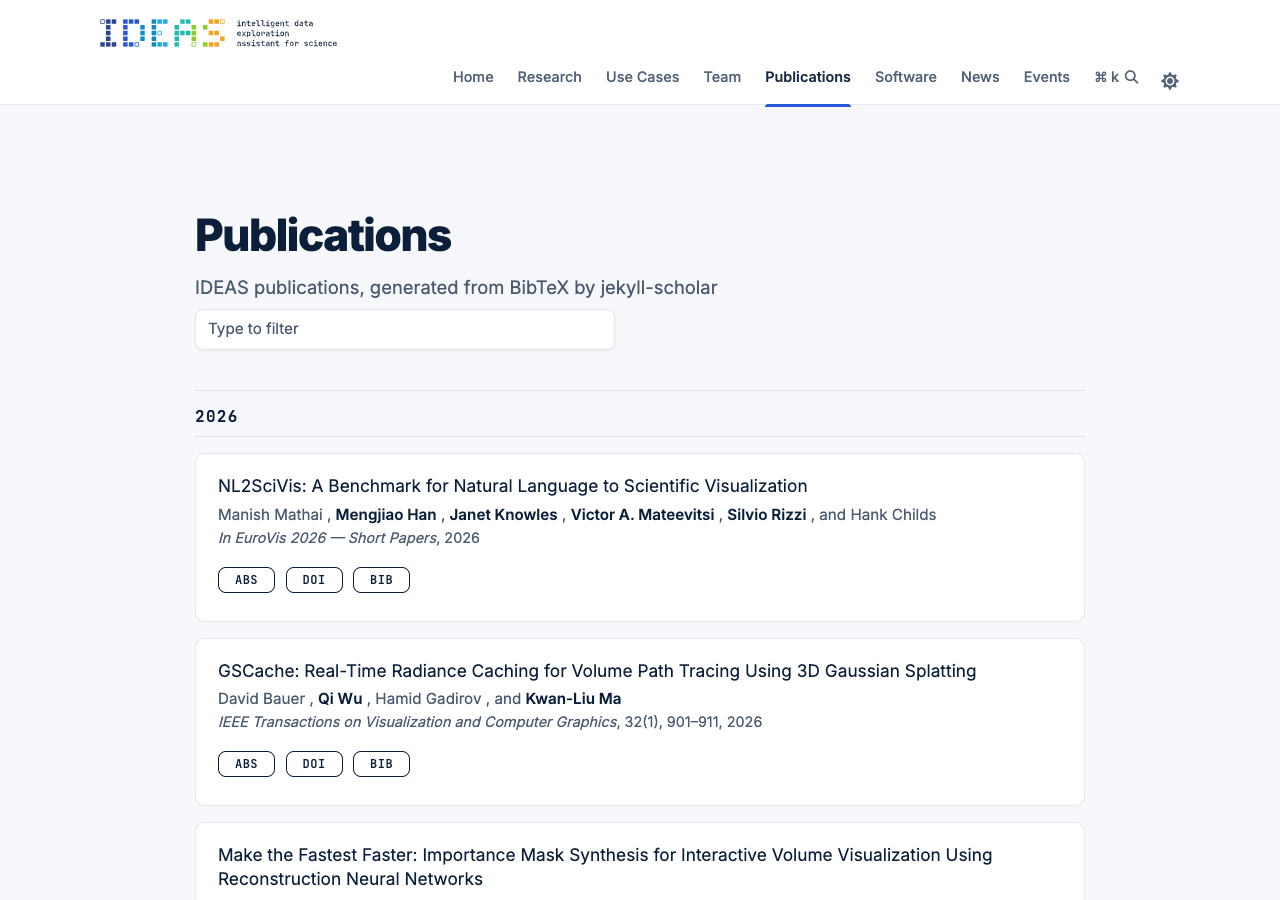 IDEAS
intelligent data
exploration
assistant for science
Home Research Use Cases Team Publications Software News Events ⌘ k
Publications
IDEAS publications, generated from BibTeX by jekyll-scholar
Type to filter
2026
NL2SciVis: A Benchmark for Natural Language to Scientific Visualization
Manish Mathai , Mengjiao Han , Janet Knowles , Victor A. Mateevitsi , Silvio Rizzi , and Hank Childs
In EuroVis 2026 — Short Papers, 2026
ABS DOI BIB
GSCache: Real-Time Radiance Caching for Volume Path Tracing Using 3D Gaussian Splatting
David Bauer , Qi Wu , Hamid Gadirov , and Kwan-Liu Ma
IEEE Transactions on Visualization and Computer Graphics, 32(1), 901–911, 2026
ABS DOI BIB
Make the Fastest Faster: Importance Mask Synthesis for Interactive Volume Visualization Using
Reconstruction Neural Networks